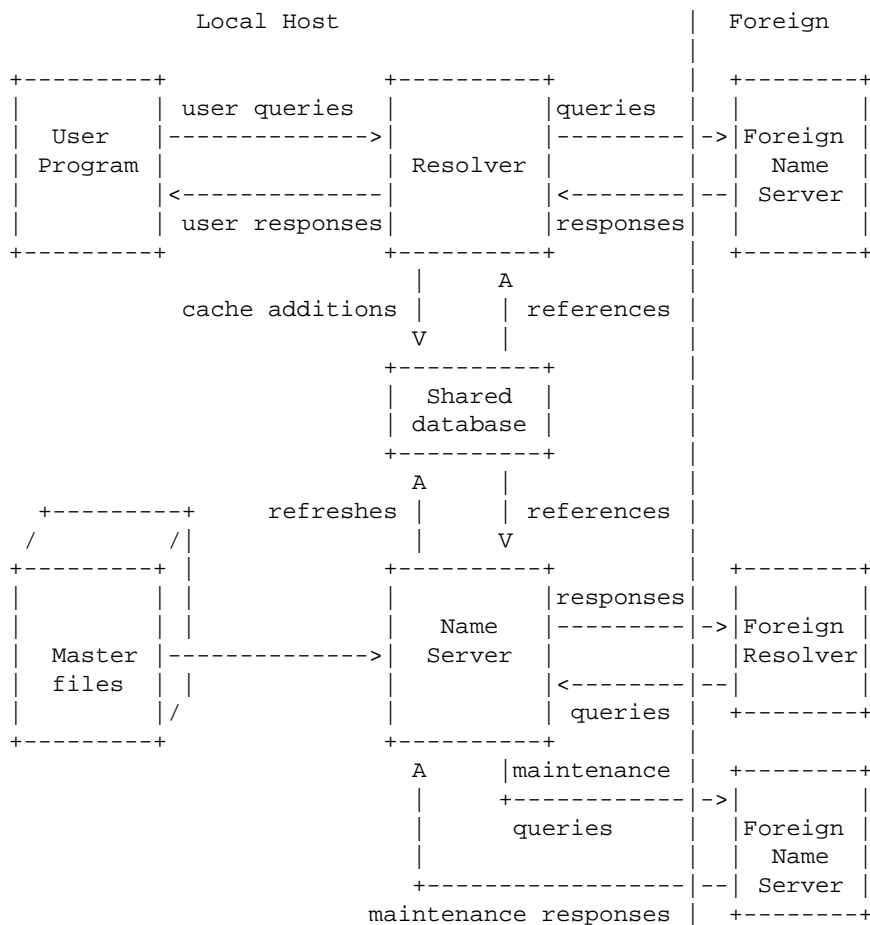 Local Host Foreign
user queries queries
User Foreign
Program Resolver Name
Server
user responses responses
A
cache additions references
V
Shared
database
A
refreshes references
V
responses
Name Foreign
Master Server Resolver
files
queries
A maintenance
queries Foreign
Name
Server
maintenance responses